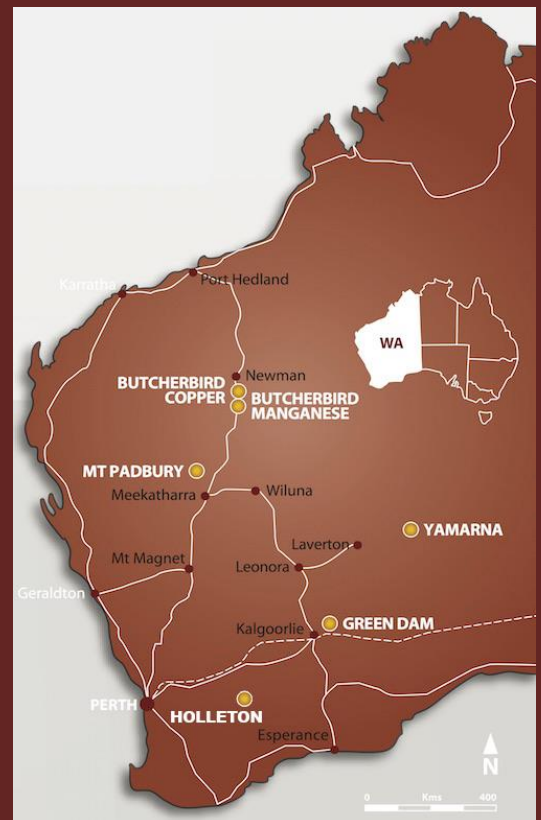 Karratha
Port Hedland
WA
Newman
BUTCHERBIRD
COPPER
BUTCHERBIRD
MANGANESE
MT PADBURY
Meekatharra
Wiluna
YAMARNA
Laverton
Mt Magnet
Leonora
Geraldton
GREEN DAM
Kalgoorlie
PERTH
HOLLETON
Esperance
N
0 Kms 400